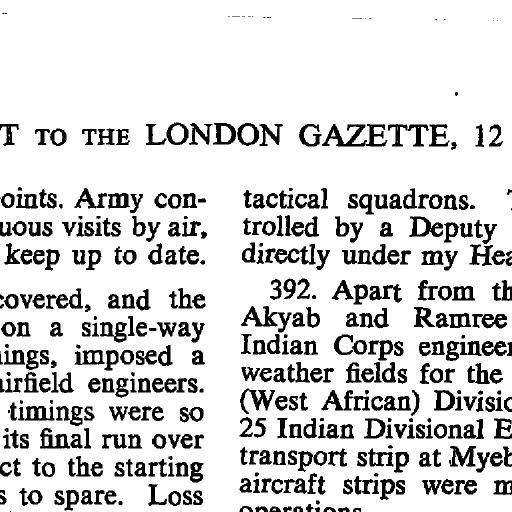 T TO THE LONDON GAZETTE, 12
oints. Army con-
uous visits by air,
keep up to date.
covered, and the
on a single-way
nings, imposed a
airfield engineers.
timings were so
its final run over
ct to the starting
s to spare. Loss
tactical squadrons.
trolled by a Deputy
directly under my Hea
392. Apart from th
Akyab and Ramree
Indian Corps engineer
weather fields for the
(West African) Divisio
25 Indian Divisional E
transport strip at Myeb
aircraft strips were m
operations